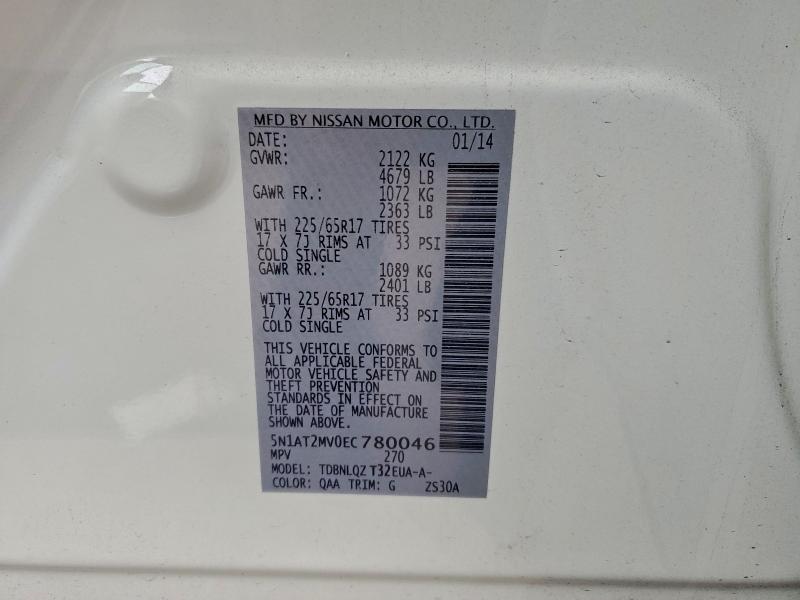 MFD BY NISSAN MOTOR CO., LTD.
DATE: 01/14
GVWR: 2122 KG
4679 LB
GAWR FR.: 1072 KG
2363 LB
WITH 225/65R17 TIRES
17 X 7J RIMS AT 33 PSI
COLD SINGLE
GAWR RR.: 1089 KG
2401 LB
WITH 225/65R17 TIRES
17 X 7J RIMS AT 33 PSI
COLD SINGLE
THIS VEHICLE CONFORMS TO
ALL APPLICABLE FEDERAL
MOTOR VEHICLE SAFETY AND
THEFT PREVENTION
STANDARDS IN EFFECT ON
THE DATE OF MANUFACTURE
SHOWN ABOVE.
5N1AT2MV0EC780046
MPV 270
MODEL: TDBNLQZ T32EUA-A-
COLOR: QAA TRIM: G ZS30A